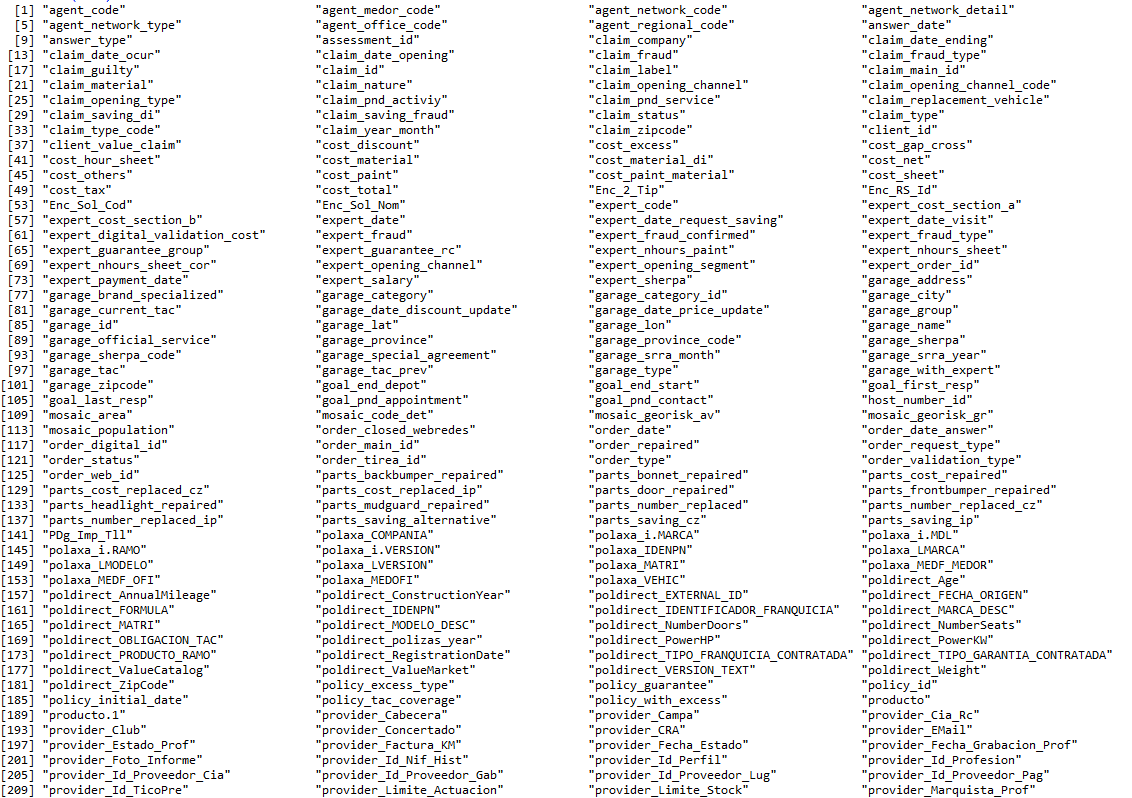 [1] "agent_code" "agent_medor_code" "agent_network_code" "agent_network_detail"
[5] "agent_network_type" "agent_office_code" "agent_regional_code" "answer_date"
[9] "answer_type" "assessment_id" "claim_company" "claim_date_ending"
[13] "claim_date_ocur" "claim_date_opening" "claim_fraud" "claim_fraud_type"
[17] "claim_guilty" "claim_id" "claim_label" "claim_main_id"
[21] "claim_material" "claim_nature" "claim_opening_channel" "claim_opening_channel_code"
[25] "claim_opening_type" "claim_pnd_activiy" "claim_pnd_service" "claim_replacement_vehicle"
[29] "claim_saving_di" "claim_saving_fraud" "claim_status" "claim_type"
[33] "claim_type_code" "claim_year_month" "claim_zipcode" "client_id"
[37] "client_value_claim" "cost_discount" "cost_excess" "cost_gap_cross"
[41] "cost_hour_sheet" "cost_material" "cost_material_di" "cost_net"
[45] "cost_others" "cost_paint" "cost_paint_material" "cost_sheet"
[49] "cost_tax" "cost_total" "Enc_2_Tip" "Enc_RS_Id"
[53] "Enc_Sol_Cod" "Enc_Sol_Nom" "expert_code" "expert_cost_section_a"
[57] "expert_cost_section_b" "expert_date" "expert_date_request_saving" "expert_date_visit"
[61] "expert_digital_validation_cost" "expert_fraud" "expert_fraud_confirmed" "expert_fraud_type"
[65] "expert_guarantee_group" "expert_guarantee_rc" "expert_nhours_paint" "expert_nhours_sheet"
[69] "expert_nhours_sheet_cor" "expert_opening_channel" "expert_opening_segment" "expert_order_id"
[73] "expert_payment_date" "expert_salary" "expert_sherpa" "garage_address"
[77] "garage_brand_specialized" "garage_category" "garage_category_id" "garage_city"
[81] "garage_current_tac" "garage_date_discount_update" "garage_date_price_update" "garage_group"
[85] "garage_id" "garage_lat" "garage_lon" "garage_name"
[89] "garage_official_service" "garage_province" "garage_province_code" "garage_sherpa"
[93] "garage_sherpa_code" "garage_special_agreement" "garage_srra_month" "garage_srra_year"
[97] "garage_tac" "garage_tac_prev" "garage_type" "garage_with_expert"
[101] "garage_zipcode" "goal_end_depot" "goal_end_start" "goal_first_resp"
[105] "goal_last_resp" "goal_pnd_appointment" "goal_pnd_contact" "host_number_id"
[109] "mosaic_area" "mosaic_code_det" "mosaic_georisk_av" "mosaic_georisk_gr"
[113] "mosaic_population" "order_closed_webredes" "order_date" "order_date_answer"
[117] "order_digital_id" "order_main_id" "order_repaired" "order_request_type"
[121] "order_status" "order_tirea_id" "order_type" "order_validation_type"
[125] "order_web_id" "parts_backbumper_repaired" "parts_bonnet_repaired" "parts_cost_repaired"
[129] "parts_cost_replaced_cz" "parts_cost_replaced_ip" "parts_door_repaired" "parts_frontbumper_repaired"
[133] "parts_headlight_repaired" "parts_mudguard_repaired" "parts_number_replaced" "parts_number_replaced_cz"
[137] "parts_number_replaced_ip" "parts_saving_alternative" "parts_saving_cz" "parts_saving_ip"
[141] "PDg_Imp_Tll" "polaxa_COMPANIA" "polaxa_i.MARCA" "polaxa_i.MDL"
[145] "polaxa_i.RAMO" "polaxa_i.VERSION" "polaxa_IDENPN" "polaxa_LMARCA"
[149] "polaxa_LMODELO" "polaxa_LVERSION" "polaxa_MATRI" "polaxa_MEDF_MEDOR"
[153] "polaxa_MEDF_OFI" "polaxa_MEDOFI" "polaxa_VEHIC" "poldirect_Age"
[157] "poldirect_AnnualMileage" "poldirect_ConstructionYear" "poldirect_EXTERNAL_ID" "poldirect_FECHA_ORIGEN"
[161] "poldirect_FORMULA" "poldirect_IDENPN" "poldirect_IDENTIFICADOR_FRANQUICIA" "poldirect_MARCA_DESC"
[165] "poldirect_MATRI" "poldirect_MODELO_DESC" "poldirect_NumberDoors" "poldirect_NumberSeats"
[169] "poldirect_OBLIGACION_TAC" "poldirect_polizas_year" "poldirect_PowerHP" "poldirect_PowerKW"
[173] "poldirect_PRODUCTO_RAMO" "poldirect_RegistrationDate" "poldirect_TIPO_FRANQUICIA_CONTRATADA" "poldirect_TIPO_GARANTIA_CONTRATADA"
[177] "poldirect_ValueCatalog" "poldirect_ValueMarket" "poldirect_VERSION_TEXT" "poldirect_Weight"
[181] "poldirect_ZipCode" "policy_excess_type" "policy_guarantee" "policy_id"
[185] "policy_initial_date" "policy_tac_coverage" "policy_with_excess" "producto"
[189] "producto.1" "provider_Cabecera" "provider_Campa" "provider_Cia_Rc"
[193] "provider_Club" "provider_Concertado" "provider_CRA" "provider_EMail"
[197] "provider_Estado_Prof" "provider_Factura_KM" "provider_Fecha_Estado" "provider_Fecha_Grabacion_Prof"
[201] "provider_Foto_Informe" "provider_Id_Nif_Hist" "provider_Id_Perfil" "provider_Id_Profesion"
[205] "provider_Id_Proveedor_Cia" "provider_Id_Proveedor_Gab" "provider_Id_Proveedor_Lug" "provider_Id_Proveedor_Pag"
[209] "provider_Id_TicoPre" "provider_Limite_Actuacion" "provider_Limite_Stock" "provider_Marquista_Prof"